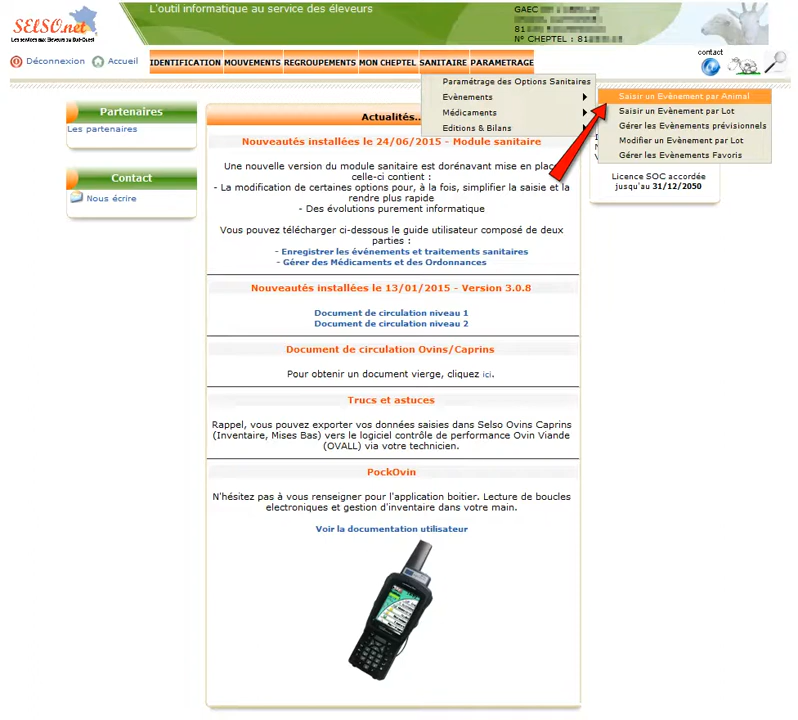 SELSO.net
Les services aux Eleveurs du Sud-Ouest
L'outil informatique au service des éleveurs
GAEC
81
N° CHEPTEL : 81
Déconnexion
Accueil
IDENTIFICATION MOUVEMENTS REGROUPEMENTS MON CHEPTEL SANITAIRE PARAMETRAGE
contact
Paramétrage des Options Sanitaires
Evènements
Médicaments
Editions & Bilans
Saisir un Evènement par Animal
Saisir un Evènement par Lot
Gérer les Evènements prévisionnels
Modifier un Evènement par Lot
Gérer les Evènements Favoris
Partenaires
Les partenaires
Contact
Nous écrire
Actualités..
Nouveautés installées le 24/06/2015 - Module sanitaire
Une nouvelle version du module sanitaire est dorénavant mise en place
celle-ci contient :
- La modification de certaines options pour, à la fois, simplifier la saisie et la
rendre plus rapide
- Des évolutions purement informatique
Vous pouvez télécharger ci-dessous le guide utilisateur composé de deux
parties :
- Enregistrer les événements et traitements sanitaires
- Gérer des Médicaments et des Ordonnances
Nouveautés installées le 13/01/2015 - Version 3.0.8
Document de circulation niveau 1
Document de circulation niveau 2
Document de circulation Ovins/Caprins
Pour obtenir un document vierge, cliquez ici.
Trucs et astuces
Rappel, vous pouvez exporter vos données saisies dans Selso Ovins Caprins
(Inventaire, Mises Bas) vers le logiciel contrôle de performance Ovin Viande
(OVALL) via votre technicien.
PockOvin
N'hésitez pas à vous renseigner pour l'application boitier. Lecture de boucles
electroniques et gestion d'inventaire dans votre main.
Voir la documentation utilisateur
Licence SOC accordée
jusqu'au 31/12/2050